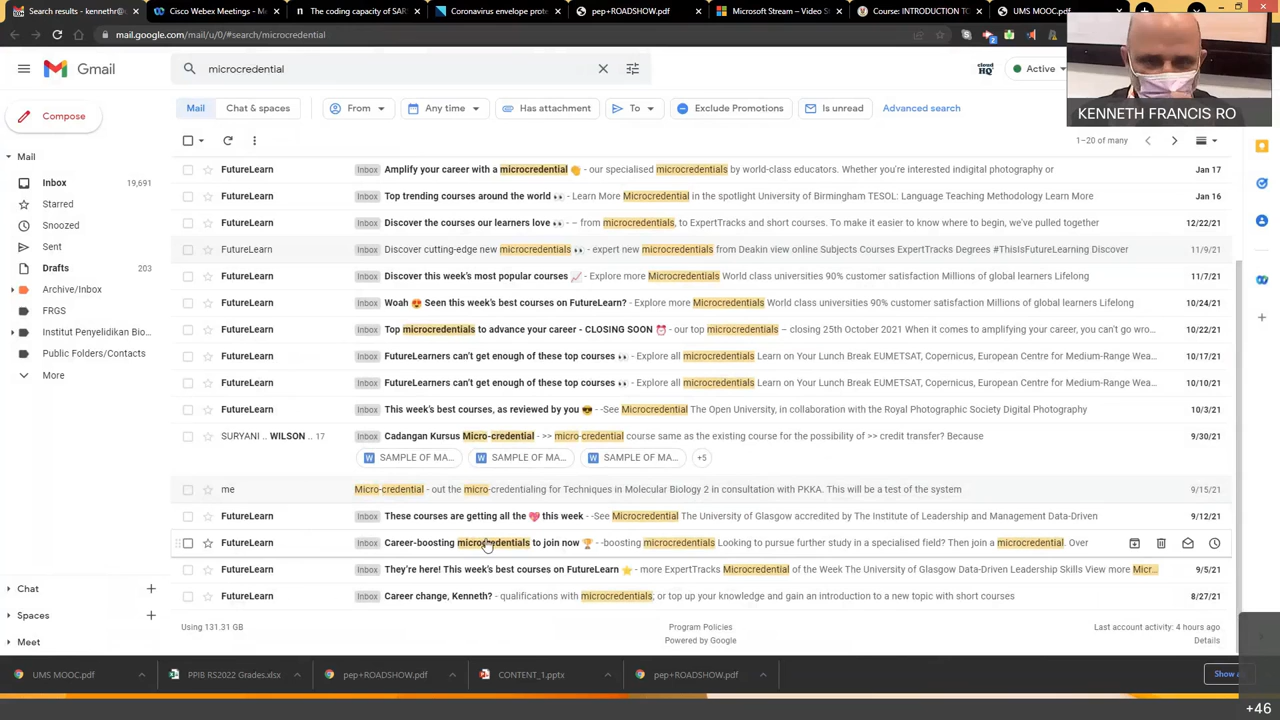 Mail - kennethr@
Cisco Webex Meetings - M
The coding capacity of SAR
Coronavirus envelope prote
pep+ROADSHOW.pdf
Microsoft Stream – Video S
Course: INTRODUCTION TO
UMS MOOC.pdf
mail.google.com/mail/u/0/#search/microcredential
Gmail
microcredential
cloudHQ
Active
KENNETH FRANCIS RO
Mail
Chat & spaces
From
Any time
Has attachment
To
Exclude Promotions
Is unread
Advanced search
Compose
1–20 of many
Mail
Inbox 19,691
Starred
Snoozed
Sent
Drafts 203
Archive/Inbox
FRGS
Institut Penyelidikan Bio...
Public Folders/Contacts
More
FutureLearn Inbox Amplify your career with a microcredential 👏 - our specialised microcredentials by world-class educators. Whether you're interested indigital photography or Jan 17
FutureLearn Inbox Top trending courses around the world 👀 - Learn More Microcredential in the spotlight University of Birmingham TESOL: Language Teaching Methodology Learn More Jan 16
FutureLearn Inbox Discover the courses our learners love 👀 - – from microcredentials, to ExpertTracks and short courses. To make it easier to know where to begin, we've pulled together 12/22/21
FutureLearn Inbox Discover cutting-edge new microcredentials 👀 - expert new microcredentials from Deakin view online Subjects Courses ExpertTracks Degrees #ThisIsFutureLearning Discover 11/9/21
FutureLearn Inbox Discover this week's most popular courses 📈 - Explore more Microcredentials World class universities 90% customer satisfaction Millions of global learners Lifelong 11/7/21
FutureLearn Inbox Woah 😍 Seen this week's best courses on FutureLearn? - Explore more Microcredentials World class universities 90% customer satisfaction Millions of global learners Lifelong 10/24/21
FutureLearn Inbox Top microcredentials to advance your career - CLOSING SOON ⏰ - our top microcredentials – closing 25th October 2021 When it comes to amplifying your career, you can't go wro... 10/22/21
FutureLearn Inbox FutureLearners can't get enough of these top courses 👀 - Explore all microcredentials Learn on Your Lunch Break EUMETSAT, Copernicus, European Centre for Medium-Range Wea... 10/17/21
FutureLearn Inbox FutureLearners can't get enough of these top courses 👀 - Explore all microcredentials Learn on Your Lunch Break EUMETSAT, Copernicus, European Centre for Medium-Range Wea... 10/10/21
FutureLearn Inbox This week's best courses, as reviewed by you 😎 - -See Microcredential The Open University, in collaboration with the Royal Photographic Society Digital Photography 10/3/21
SURYANI .. WILSON .. 17 Inbox Cadangan Kursus Micro-credential - >> micro-credential course same as the existing course for the possibility of >> credit transfer? Because 9/30/21
SAMPLE OF MA... SAMPLE OF MA... SAMPLE OF MA... +5
me Micro-credential - out the micro-credentialing for Techniques in Molecular Biology 2 in consultation with PKKA. This will be a test of the system 9/15/21
FutureLearn Inbox These courses are getting all the 💖 this week - -See Microcredential The University of Glasgow accredited by The Institute of Leadership and Management Data-Driven 9/12/21
FutureLearn Inbox Career-boosting microcredentials to join now 🏆 - -boosting microcredentials Looking to pursue further study in a specialised field? Then join a microcredential. Over
FutureLearn Inbox They're here! This week's best courses on FutureLearn ⭐ - more ExpertTracks Microcredential of the Week The University of Glasgow Data-Driven Leadership Skills View more Micr... 9/5/21
FutureLearn Inbox Career change, Kenneth? - qualifications with microcredentials; or top up your knowledge and gain an introduction to a new topic with short courses 8/27/21
Chat
Spaces
Meet
Using 131.31 GB
Program Policies
Powered by Google
Last account activity: 4 hours ago
Details
UMS MOOC.pdf
PPIB RS2022 Grades.xlsx
pep+ROADSHOW.pdf
CONTENT_1.pptx
pep+ROADSHOW.pdf
Show a
+46